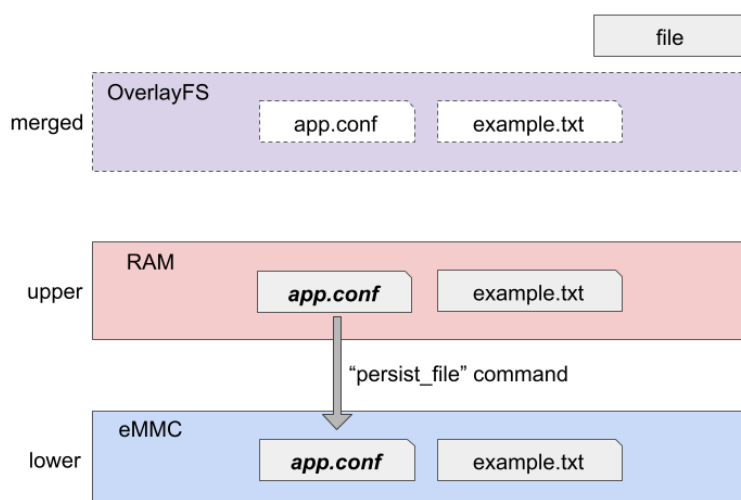 file
OverlayFS
merged
app.conf
example.txt
RAM
upper
app.conf
example.txt
“persist_file” command
eMMC
lower
app.conf
example.txt